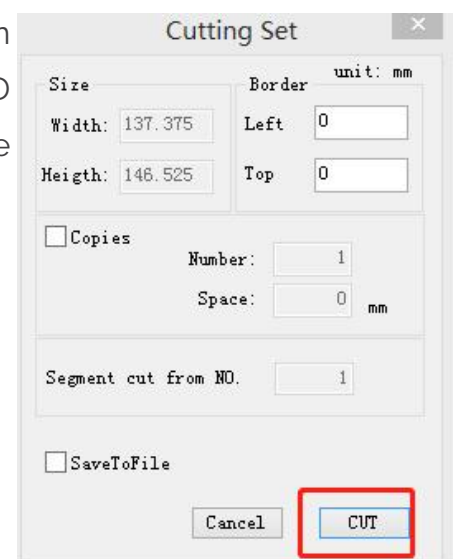 n
Cutting Set
unit: mm
Size
Border
Width: 137.375
Left 0
Heigth: 146.525
Top 0
Copies
Number: 1
Space: 0 mm
Segment cut from NO. 1
SaveToFile
Cancel CUT
e